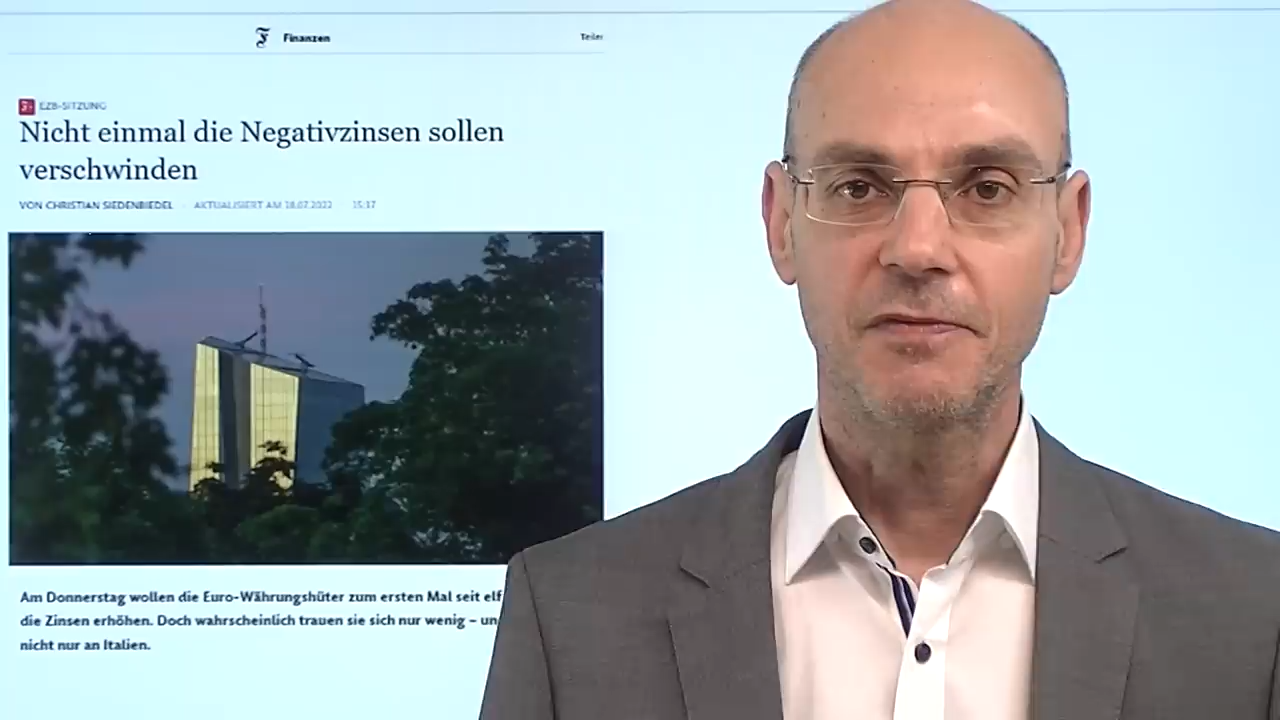 Finanzen
Teilen
F+ EZB-SITZUNG
Nicht einmal die Negativzinsen sollen
verschwinden
VON CHRISTIAN SIEDENBIEDEL · AKTUALISIERT AM 18.07.2022 · 15:17
Am Donnerstag wollen die Euro-Währungshüter zum ersten Mal seit elf
die Zinsen erhöhen. Doch wahrscheinlich trauen sie sich nur wenig – un
nicht nur an Italien.